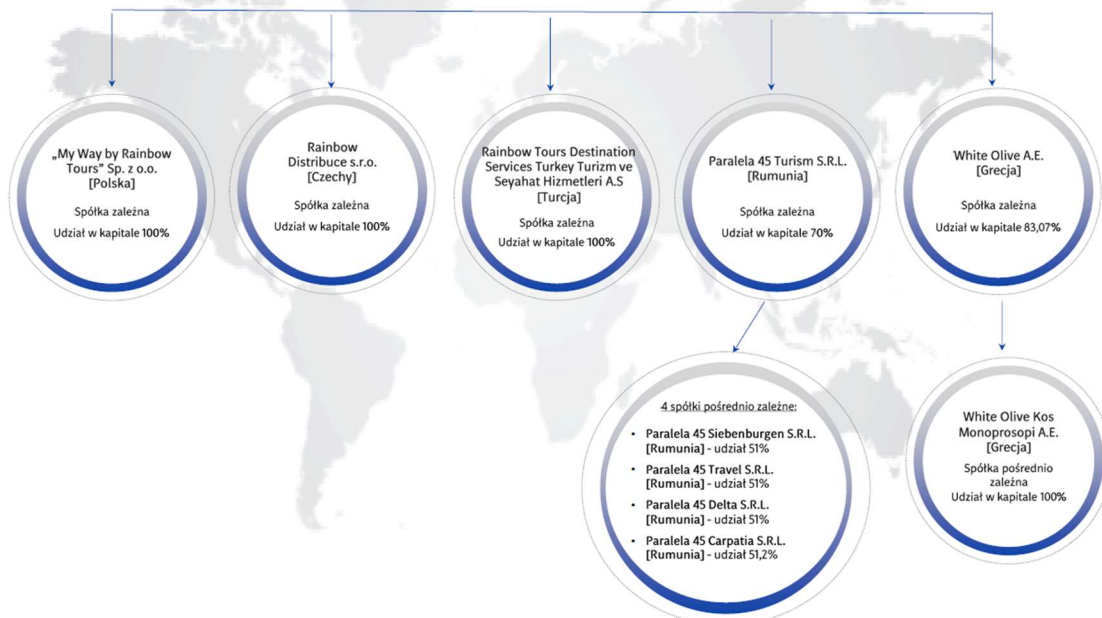 „My Way by Rainbow
Tours” Sp. z o.o.
[Polska]
Spółka zależna
Udział w kapitale 100%
Rainbow
Distribuce s.r.o.
[Czechy]
Spółka zależna
Udział w kapitale 100%
Rainbow Tours Destination
Services Turkey Turizm ve
Seyahat Hizmetleri A.S
[Turcja]
Spółka zależna
Udział w kapitale 100%
Paralela 45 Turism S.R.L.
[Rumunia]
Spółka zależna
Udział w kapitale 70%
White Olive A.E.
[Grecja]
Spółka zależna
Udział w kapitale 83,07%
4 spółki pośrednio zależne:
• Paralela 45 Siebenburgen S.R.L.
[Rumunia] - udział 51%
• Paralela 45 Travel S.R.L.
[Rumunia] - udział 51%
• Paralela 45 Delta S.R.L.
[Rumunia] - udział 51%
• Paralela 45 Carpatia S.R.L.
[Rumunia] - udział 51,2%
White Olive Kos
Monoprosopi A.E.
[Grecja]
Spółka pośrednio
zależna
Udział w kapitale 100%